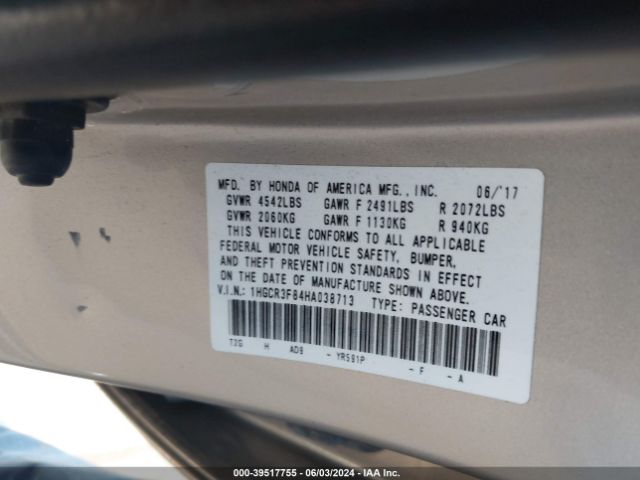 MFD. BY HONDA OF AMERICA MFG., INC. 06/'17
GVWR 4542LBS GAWR F 2491LBS R 2072LBS
GVWR 2060KG GAWR F 1130KG R 940KG
THIS VEHICLE CONFORMS TO ALL APPLICABLE
FEDERAL MOTOR VEHICLE SAFETY, BUMPER,
AND THEFT PREVENTION STANDARDS IN EFFECT
ON THE DATE OF MANUFACTURE SHOWN ABOVE.
V.I.N.: 1HGCR3F84HA038713 TYPE: PASSENGER CAR
T2G H AD9 - YR591P - F - A
000-39517755 - 06/03/2024 - IAA Inc.